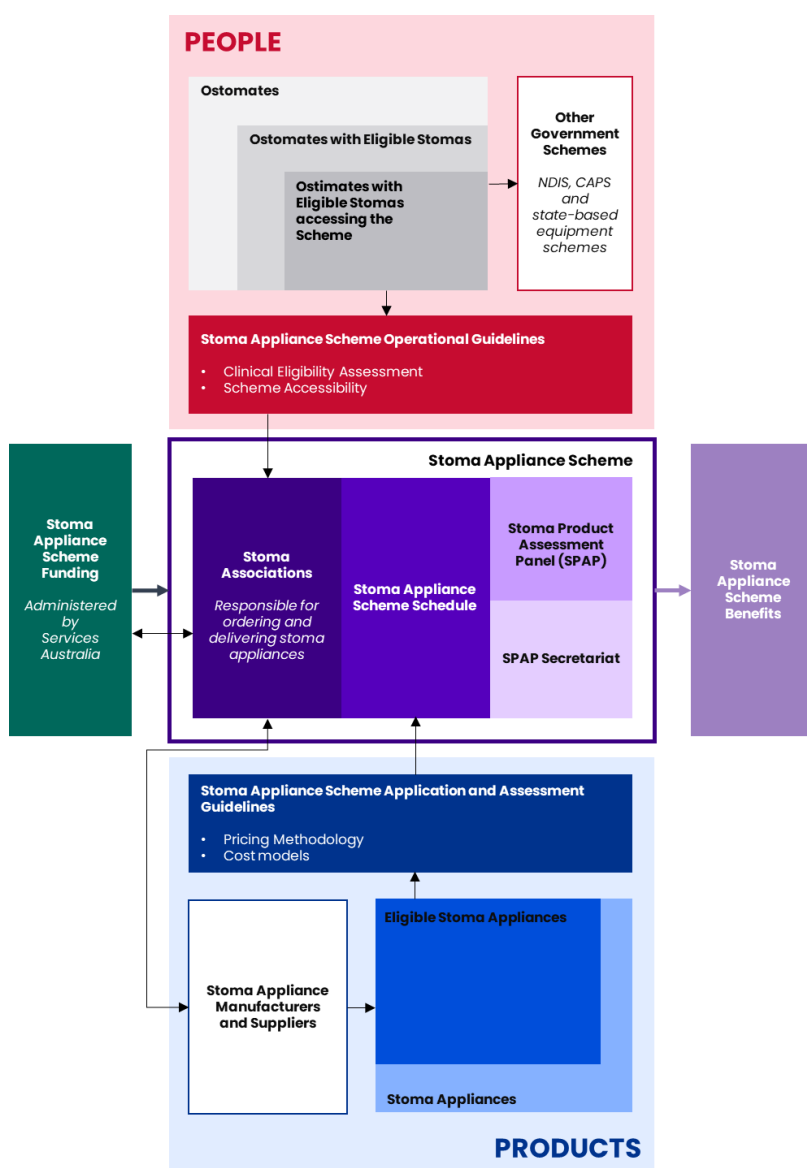 PEOPLE
Ostomates
Ostomates with Eligible Stomas
Ostimates with
Eligible Stomas
accessing the
Scheme
Other
Government
Schemes
NDIS, CAPS
and
state-based
equipment
schemes
Stoma Appliance Scheme Operational Guidelines
• Clinical Eligibility Assessment
• Scheme Accessibility
Stoma
Appliance
Scheme
Funding
Administered
by
Services
Australia
Stoma Appliance Scheme
Stoma
Associations
Responsible for
ordering and
delivering stoma
appliances
Stoma Appliance
Scheme Schedule
Stoma Product
Assessment
Panel (SPAP)
SPAP Secretariat
Stoma
Appliance
Scheme
Benefits
Stoma Appliance Scheme Application and Assessment
Guidelines
• Pricing Methodology
• Cost models
Stoma Appliance
Manufacturers
and Suppliers
Eligible Stoma Appliances
Stoma Appliances
PRODUCTS